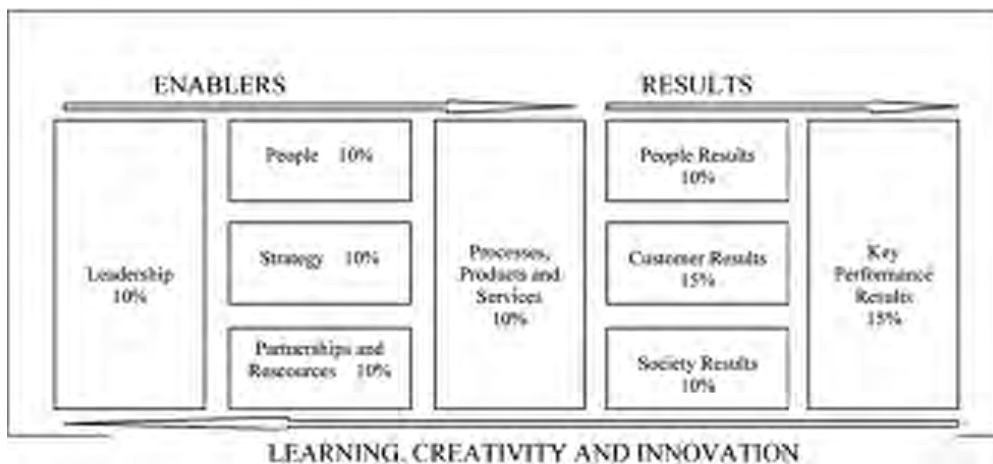 ENABLERS
RESULTS
Leadership
10%
People 10%
Strategy 10%
Partnerships and
Rescources 10%
Processes,
Products and
Services
10%
People Results
10%
Customer Results
15%
Society Results
10%
Key
Performance
Results
15%
LEARNING, CREATIVITY AND INNOVATION